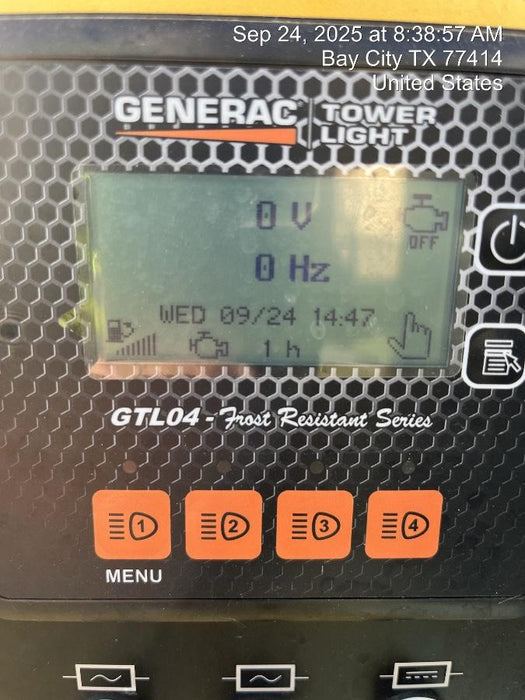 Sep 24, 2025 at 8:38:57 AM
Bay City TX 77414
United States
GENERAC TOWER
LIGHT
0 V
OFF
0 Hz
WED 09/24 14:47
1 h
GTL04 - Frost Resistant Series
1 2 3 4
MENU